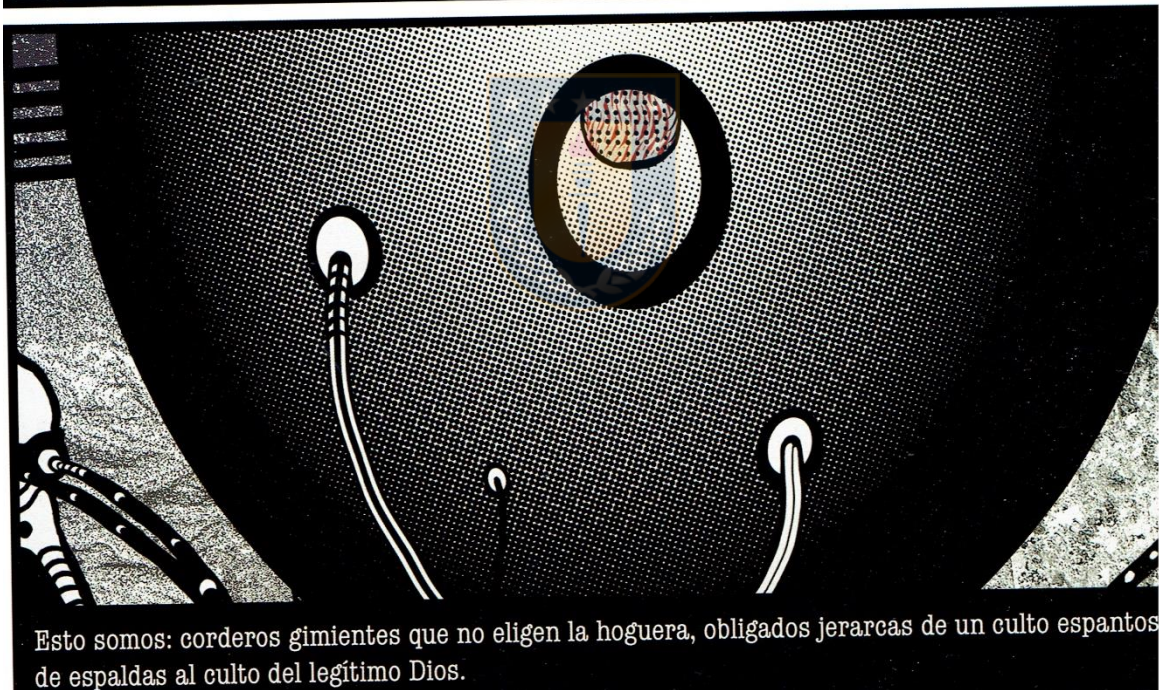 Esto somos: corderos gimientes que no eligen la hoguera, obligados jerarcas de un culto espantos
de espaldas al culto del legítimo Dios.